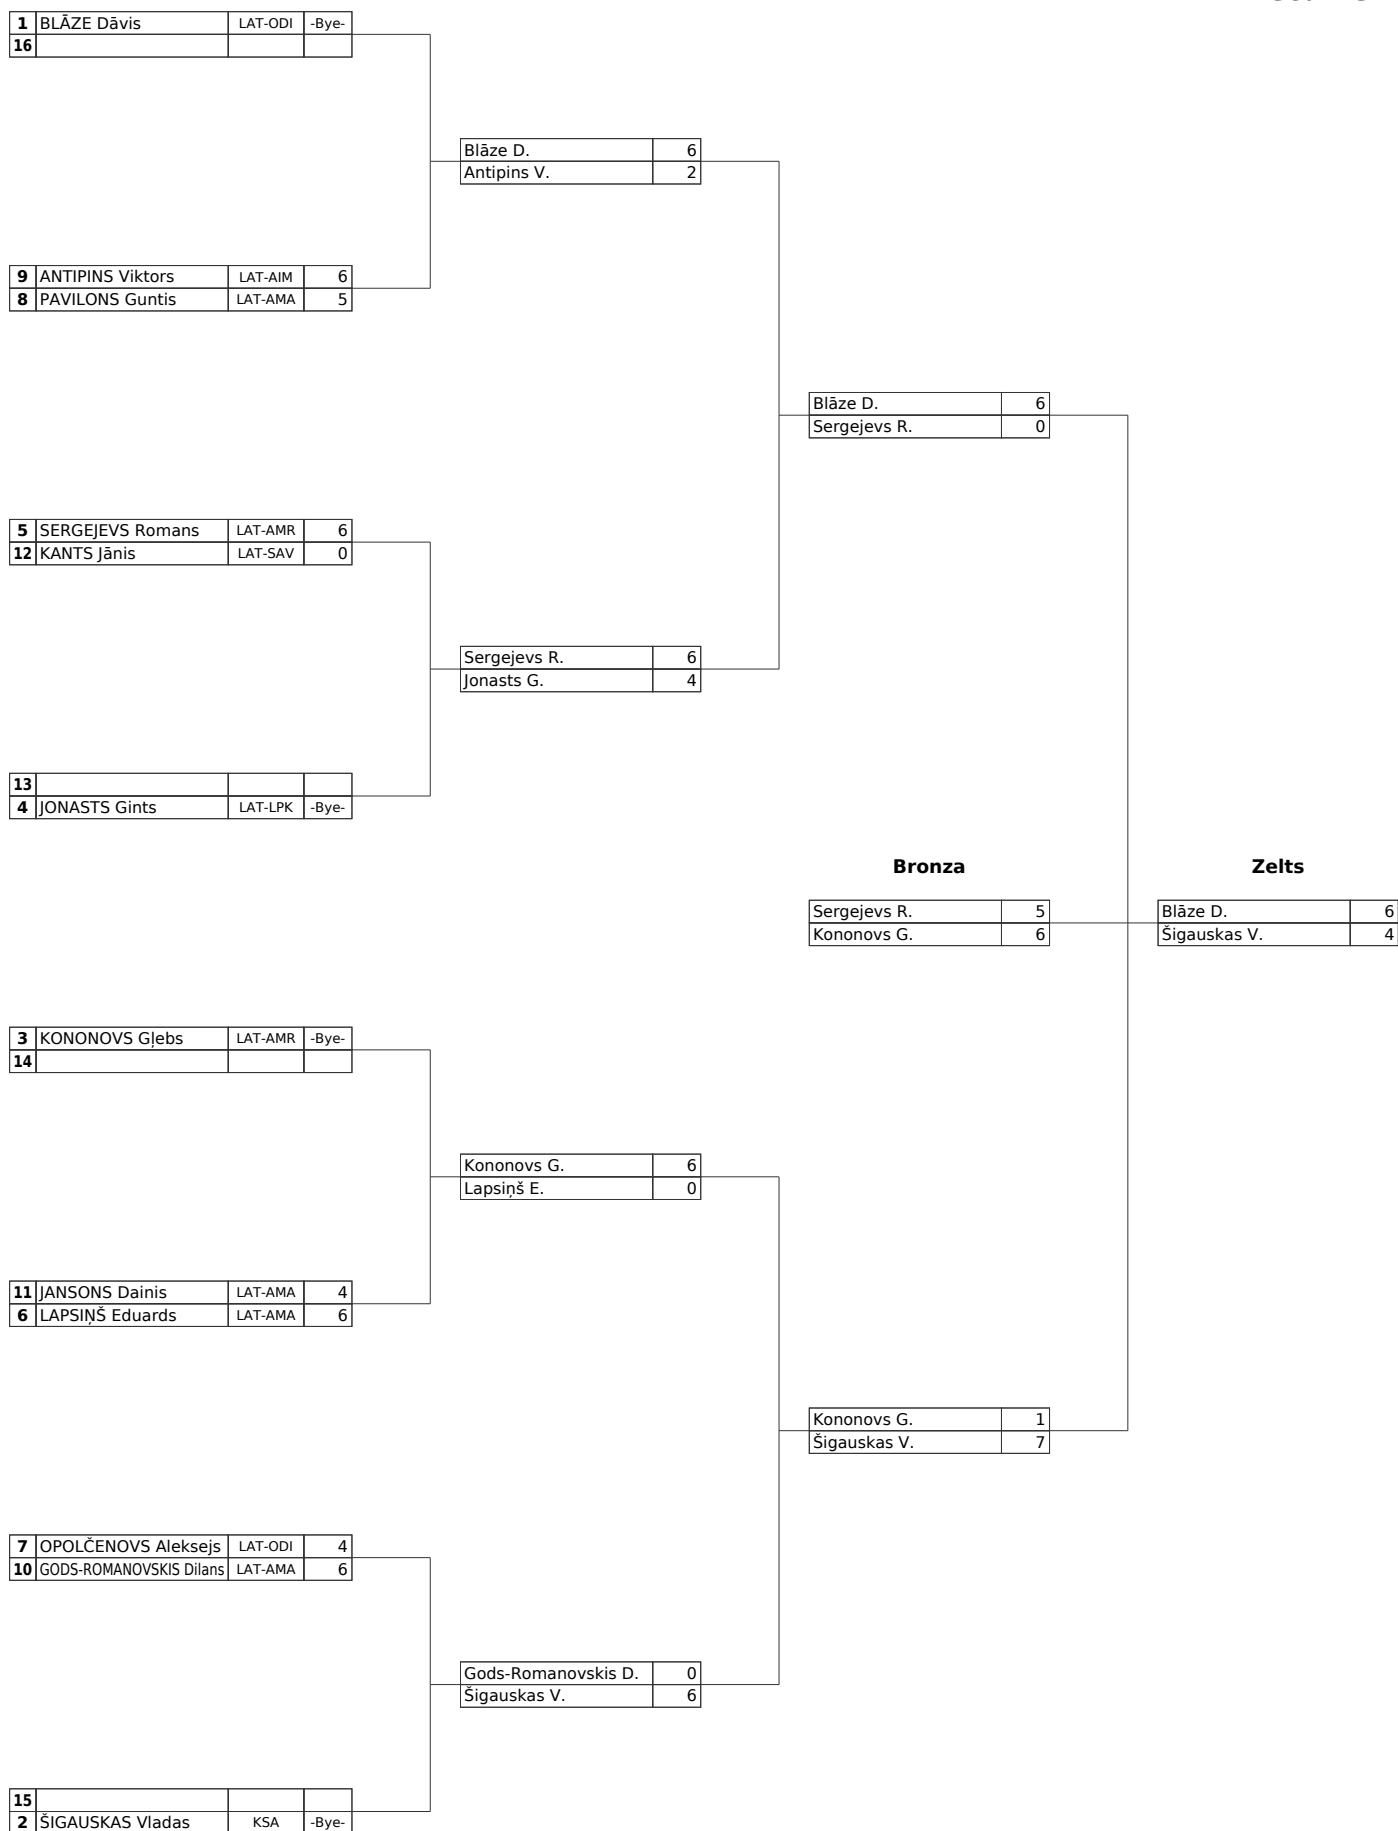 1 BLĀZE Dāvis LAT-ODI -Bye-
16
Blāze D. 6
Antipins V. 2
9 ANTIPINS Viktors LAT-AIM 6
8 PAVILONS Guntis LAT-AMA 5
Blāze D. 6
Sergejevs R. 0
5 SERGEJEVS Romans LAT-AMR 6
12 KANTS Jānis LAT-SAV 0
Sergejevs R. 6
Jonasts G. 4
13
4 JONASTS Gints LAT-LPK -Bye-
Bronza Zelts
Sergejevs R. 5 Blāze D. 6
Kononovs G. 6 Šigauskas V. 4
3 KONONOVS Gļebs LAT-AMR -Bye-
14
Kononovs G. 6
Lapsiņš E. 0
11 JANSONS Dainis LAT-AMA 4
6 LAPSIŅŠ Eduards LAT-AMA 6
Kononovs G. 1
Šigauskas V. 7
7 OPOLČENOVS Aleksejs LAT-ODI 4
10 GODS-ROMANOVSKIS Dilans LAT-AMA 6
Gods-Romanovskis D. 0
Šigauskas V. 6
15
2 ŠIGAUSKAS Vladas KSA -Bye-